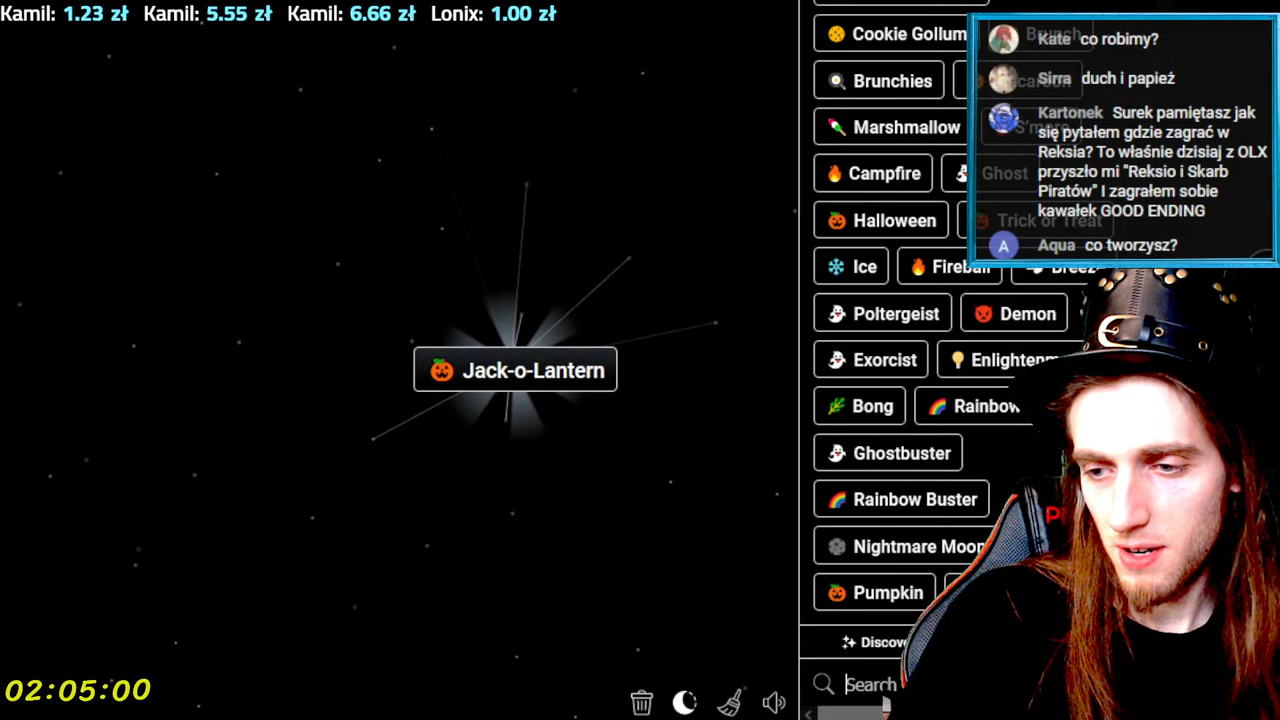 Kamil: 1.23 zł Kamil: 5.55 zł Kamil: 6.66 zł Lonix: 1.00 zł
Cookie Gollum
Brunch
Brunchies
Marshmallow
S'more
Campfire
Ghost
Halloween
Trick or Treat
Ice
Fireball
Poltergeist
Demon
Exorcist
Bong
Rainbow
Ghostbuster
Rainbow Buster
Nightmare Moon
Pumpkin
Discove
Search
Kate co robimy?
Sirra duch i papież
Kartonek Surek pamiętasz jak
się pytałem gdzie zagrać w
Reksia? To właśnie dzisiaj z OLX
przyszło mi "Reksio i Skarb
Piratów" I zagrałem sobie
kawałek GOOD ENDING
A Aqua co tworzysz?
Jack-o-Lantern
02:05:00